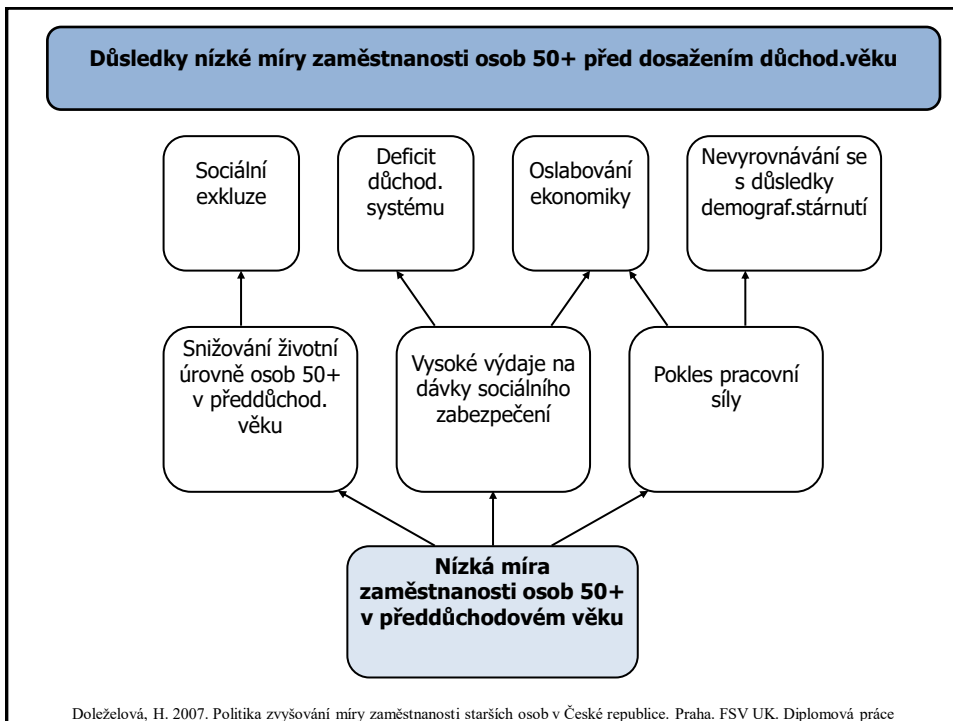 Důsledky nízké míry zaměstnanosti osob 50+ před dosažením důchod.věku
Sociální
exkluze
Deficit
důchod.
systému
Oslabování
ekonomiky
Nevyrovnávání se
s důsledky
demograf.stárnutí
Snižování životní
úrovně osob 50+
v předdůchod.
věku
Vysoké výdaje na
dávky sociálního
zabezpečení
Pokles pracovní
síly
Nízká míra
zaměstnanosti osob 50+
v předdůchodovém věku
Doleželová, H. 2007. Politika zvyšování míry zaměstnanosti starších osob v České republice. Praha. FSV UK. Diplomová práce